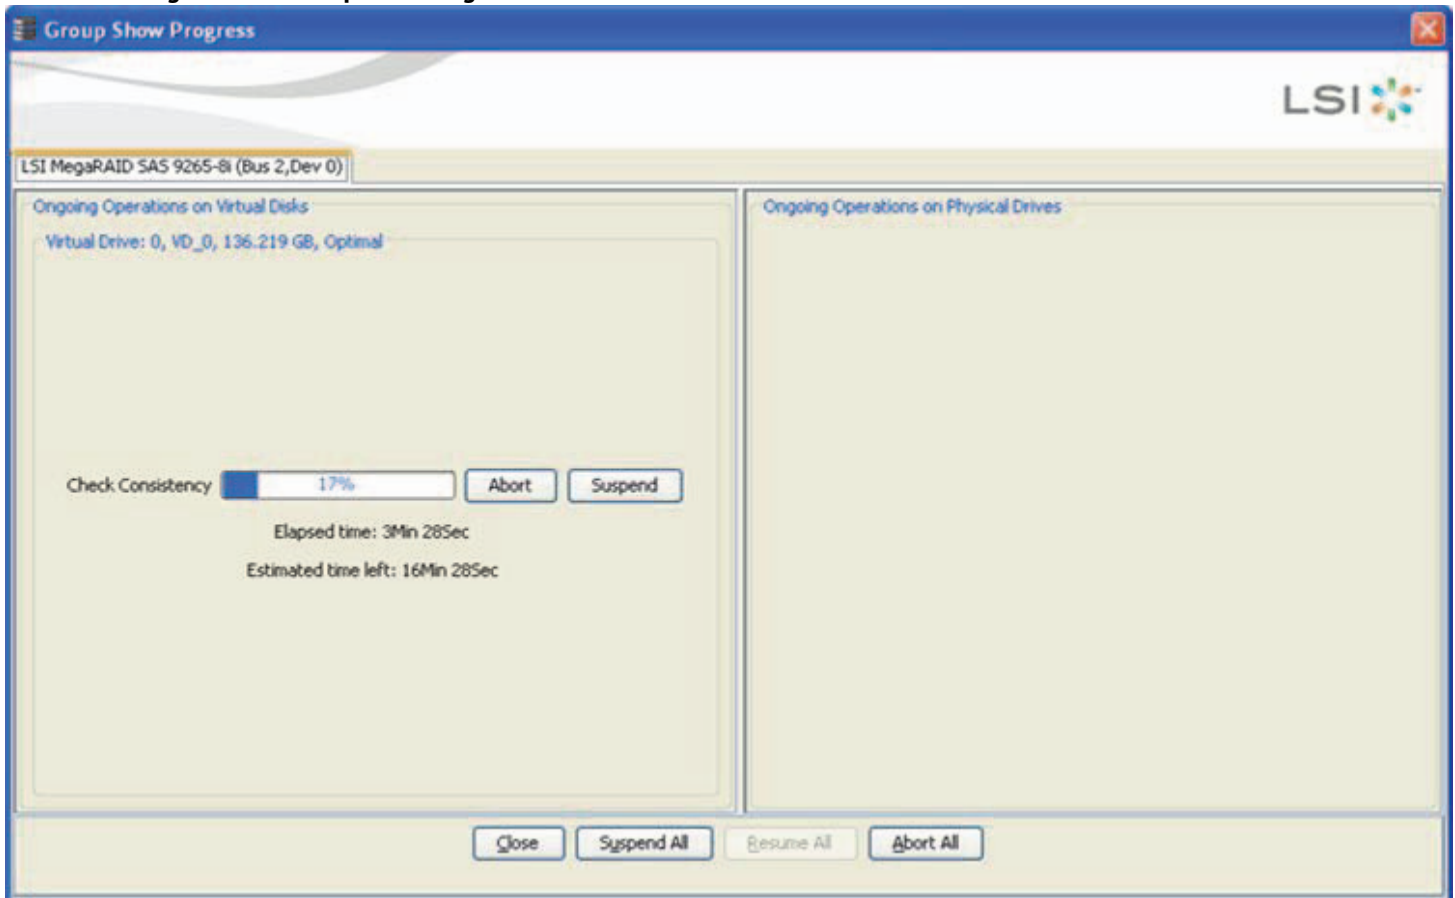 Group Show Progress
LSI
LSI MegaRAID SAS 9265-8i (Bus 2,Dev 0)
Ongoing Operations on Virtual Disks
Virtual Drive: 0, VD_0, 136.219 GB, Optimal
Check Consistency 17% Abort Suspend
Elapsed time: 3Min 28Sec
Estimated time left: 16Min 28Sec
Ongoing Operations on Physical Drives
Close Suspend All Resume All Abort All